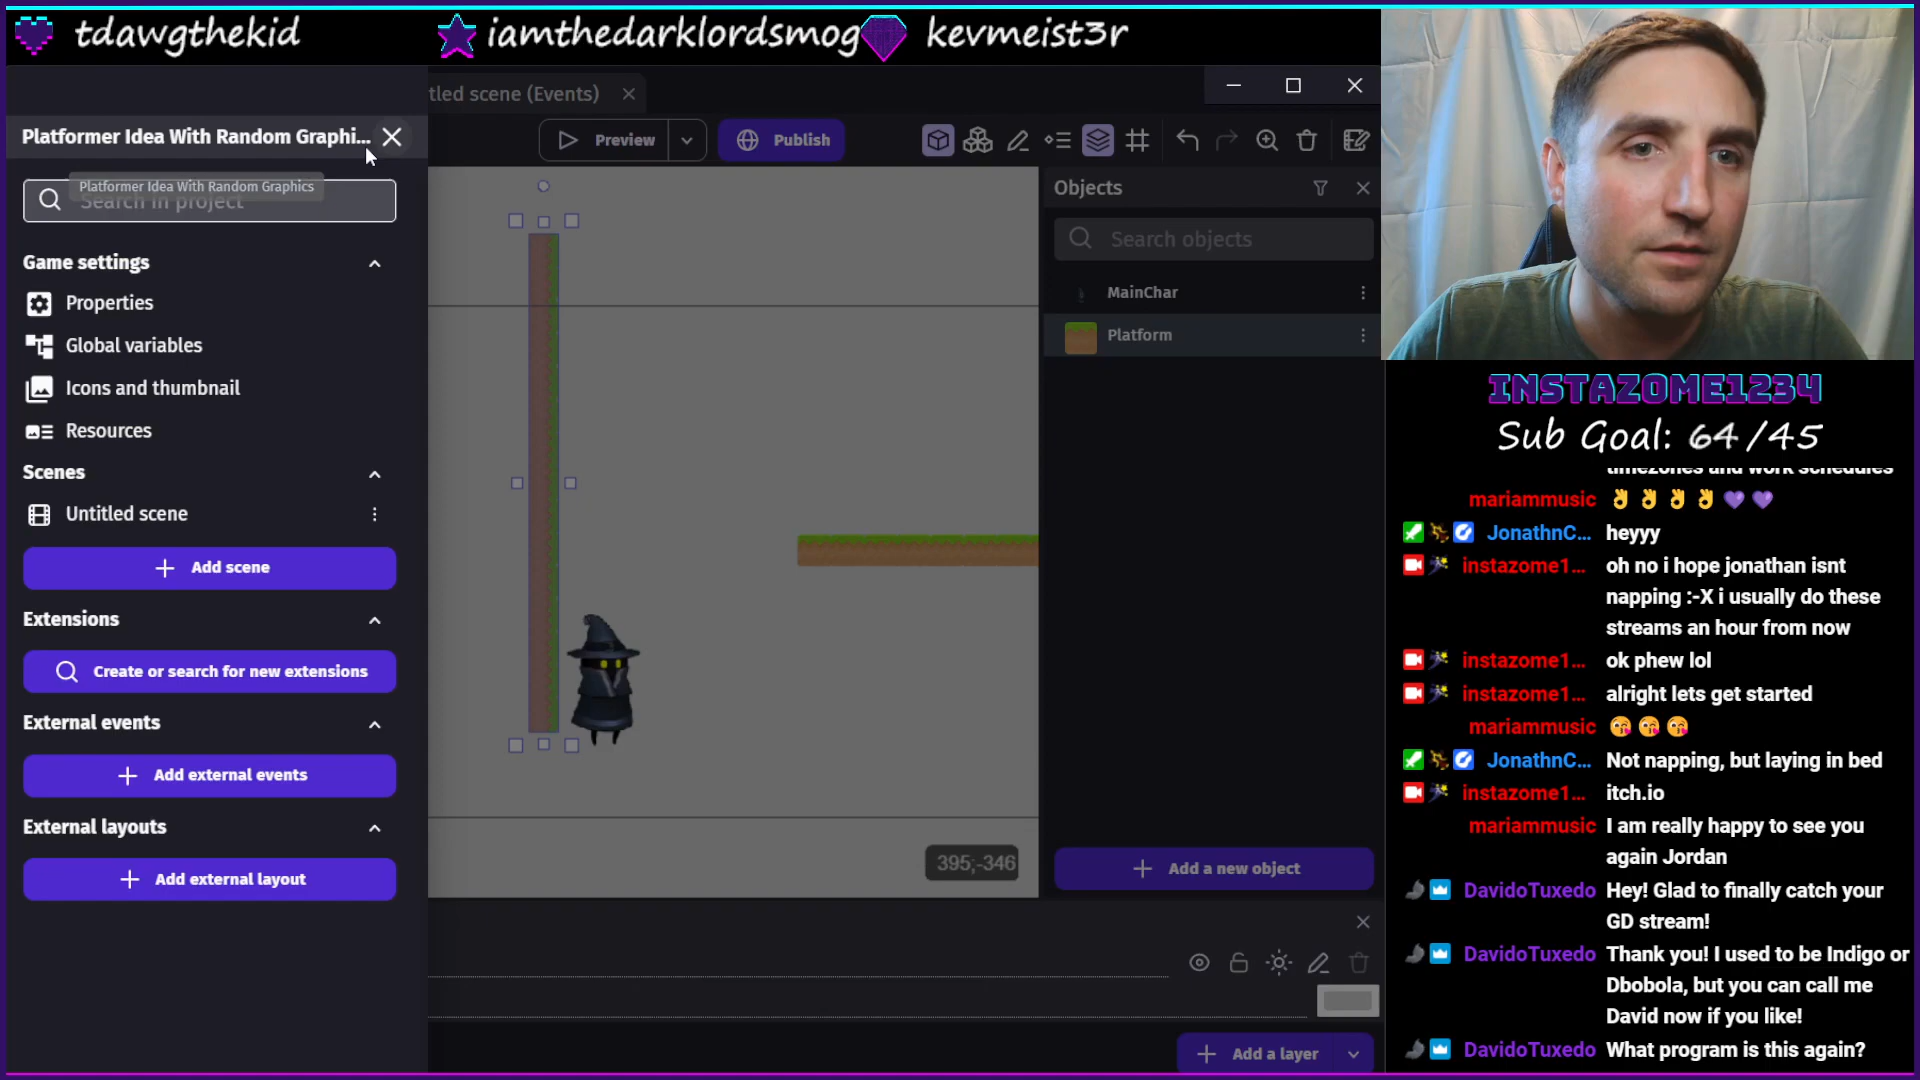 tdawgthekid
iamthedarklordsmog
kevmeist3r
tled scene (Events)
Platformer Idea With Random Graphi...
Platformer Idea With Random Graphics
Search in project
Preview
Publish
Game settings
Properties
Global variables
Icons and thumbnail
Resources
Scenes
Untitled scene
Add scene
Extensions
Create or search for new extensions
External events
Add external events
External layouts
Add external layout
395;-346
Objects
Search objects
MainChar
Platform
Add a new object
Add a layer
INSTAZOME1234
Sub Goal: 64/45
timezones and work schedules
mariammusic 👌👌👌👌💜💜
JonathnC... heyyy
instazome1... oh no i hope jonathan isnt
napping :-X i usually do these
streams an hour from now
instazome1... ok phew lol
instazome1... alright lets get started
mariammusic 😘😘😘
JonathnC... Not napping, but laying in bed
instazome1... itch.io
mariammusic I am really happy to see you
again Jordan
DavidoTuxedo Hey! Glad to finally catch your
GD stream!
DavidoTuxedo Thank you! I used to be Indigo or
Dbobola, but you can call me
David now if you like!
DavidoTuxedo What program is this again?